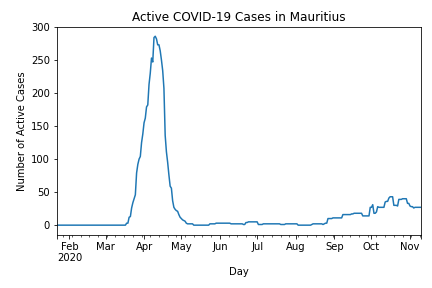 Active COVID-19 Cases in Mauritius
Number of Active Cases
300
250
200
150
100
50
0
Feb Mar Apr May Jun Jul Aug Sep Oct Nov
2020
Day